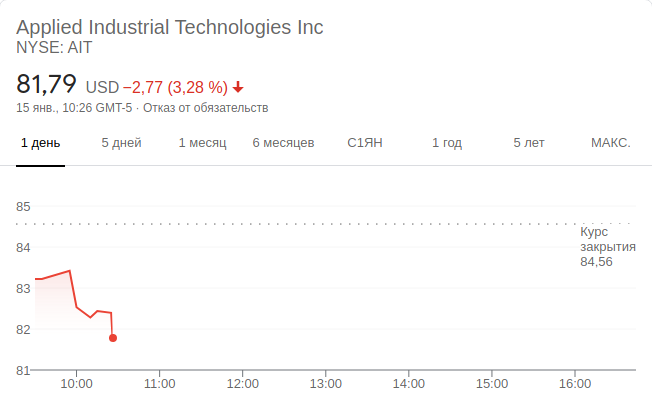 Applied Industrial Technologies Inc
NYSE: AIT
81,79 USD −2,77 (3,28 %)
15 янв., 10:26 GMT-5 · Отказ от обязательств
1 день 5 дней 1 месяц 6 месяцев С1ЯН 1 год 5 лет МАКС.
85
Курс
закрытия
84,56
84
83
82
81
10:00 11:00 12:00 13:00 14:00 15:00 16:00